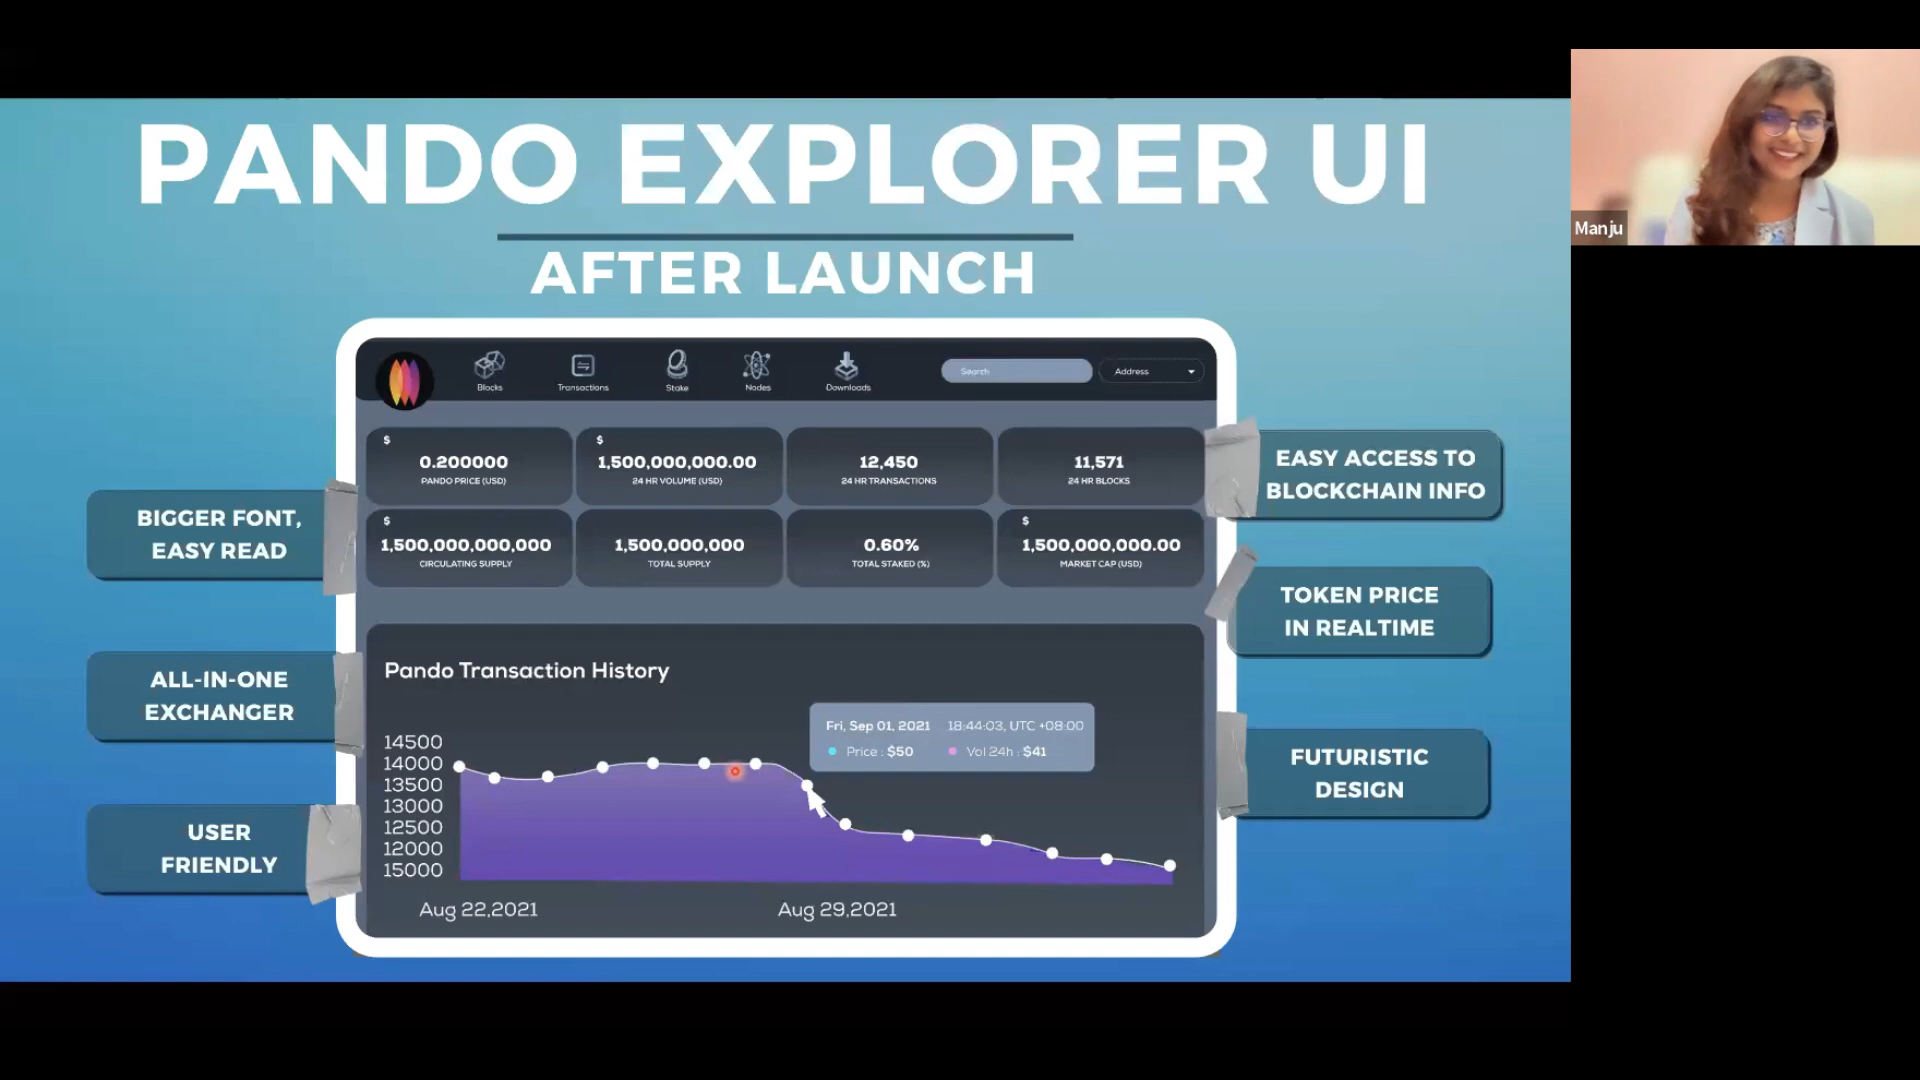 PANDO EXPLORER UI
AFTER LAUNCH
Manju
Blocks
Transactions
Stake
Nodes
Downloads
Search
Address
$
0.200000
PANDO PRICE (USD)
$
1,500,000,000.00
24 HR VOLUME (USD)
12,450
24 HR TRANSACTIONS
11,571
24 HR BLOCKS
$
1,500,000,000,000
CIRCULATING SUPPLY
1,500,000,000
TOTAL SUPPLY
0.60%
TOTAL STAKED (%)
$
1,500,000,000.00
MARKET CAP (USD)
BIGGER FONT,
EASY READ
ALL-IN-ONE
EXCHANGER
USER
FRIENDLY
EASY ACCESS TO
BLOCKCHAIN INFO
TOKEN PRICE
IN REALTIME
FUTURISTIC
DESIGN
Pando Transaction History
Fri, Sep 01, 2021 18:44:03, UTC +08:00
Price : $50 Vol 24h : $41
14500
14000
13500
13000
12500
12000
15000
Aug 22,2021
Aug 29,2021